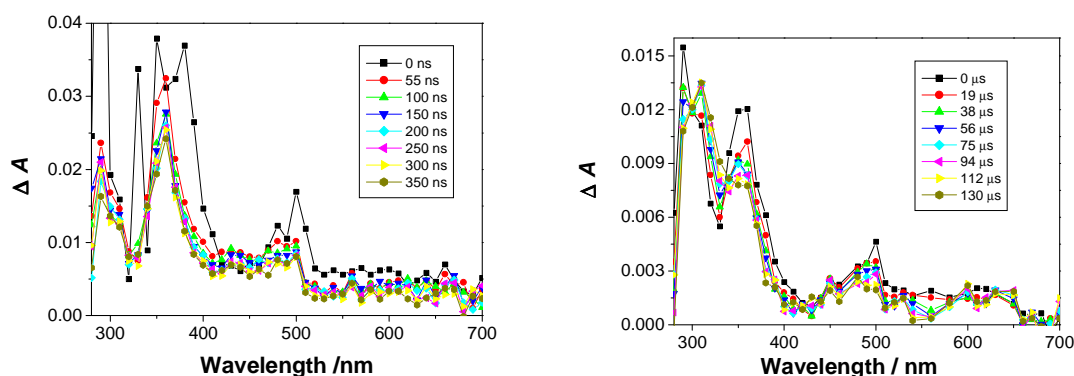 0.04
0.03
0.02
0.01
0.00
Δ A
300 400 500 600 700
Wavelength /nm
0 ns
55 ns
100 ns
150 ns
200 ns
250 ns
300 ns
350 ns
0.015
0.012
0.009
0.006
0.003
0.000
Δ A
300 400 500 600 700
Wavelength / nm
0 μs
19 μs
38 μs
56 μs
75 μs
94 μs
112 μs
130 μs